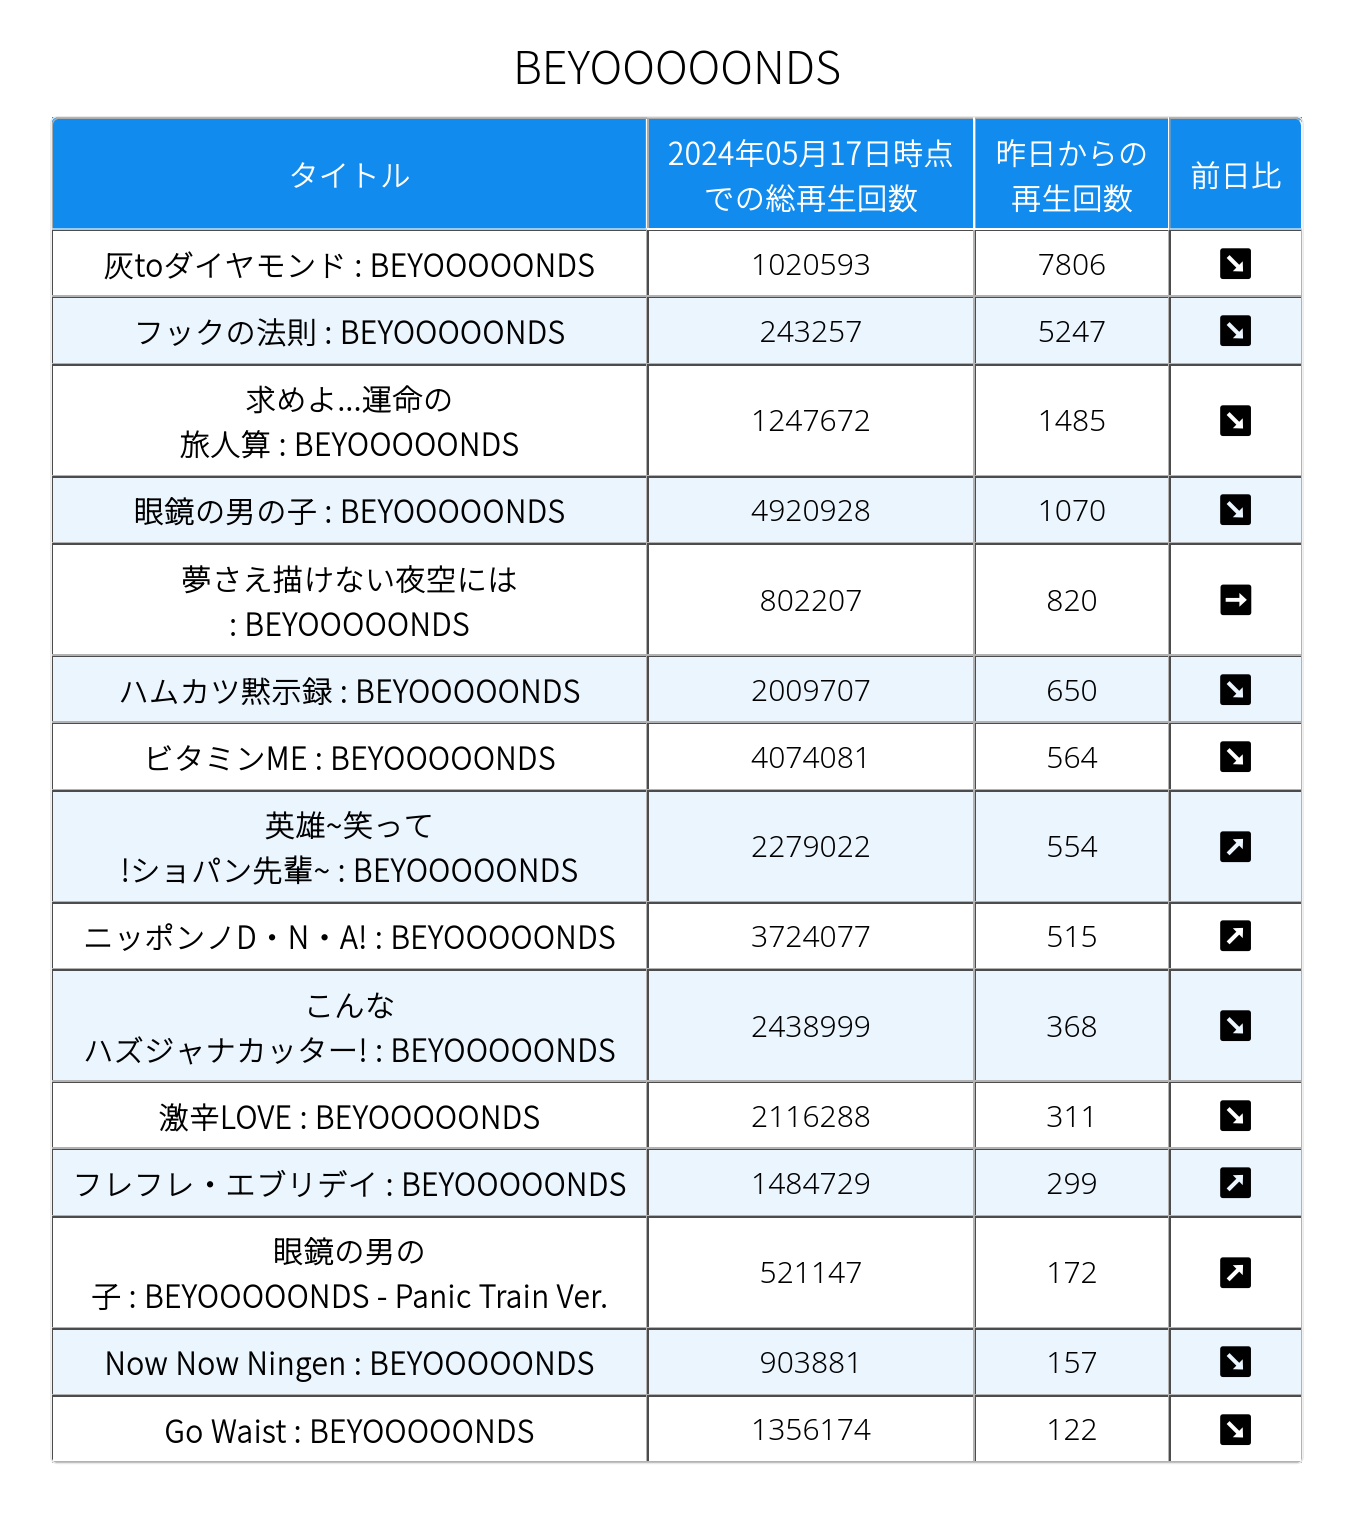 BEYOOOOONDS
タイトル
2024年05月17日時点
での総再生回数
昨日からの
再生回数
前日比
灰toダイヤモンド : BEYOOOOONDS
1020593
7806
フックの法則 : BEYOOOOONDS
243257
5247
求めよ...運命の
旅人算 : BEYOOOOONDS
1247672
1485
眼鏡の男の子 : BEYOOOOONDS
4920928
1070
夢さえ描けない夜空には
: BEYOOOOONDS
802207
820
ハムカツ黙示録 : BEYOOOOONDS
2009707
650
ビタミンME : BEYOOOOONDS
4074081
564
英雄~笑って
!ショパン先輩~ : BEYOOOOONDS
2279022
554
ニッポンノD・N・A! : BEYOOOOONDS
3724077
515
こんな
ハズジャナカッター! : BEYOOOOONDS
2438999
368
激辛LOVE : BEYOOOOONDS
2116288
311
フレフレ・エブリデイ : BEYOOOOONDS
1484729
299
眼鏡の男の
子 : BEYOOOOONDS - Panic Train Ver.
521147
172
Now Now Ningen : BEYOOOOONDS
903881
157
Go Waist : BEYOOOOONDS
1356174
122